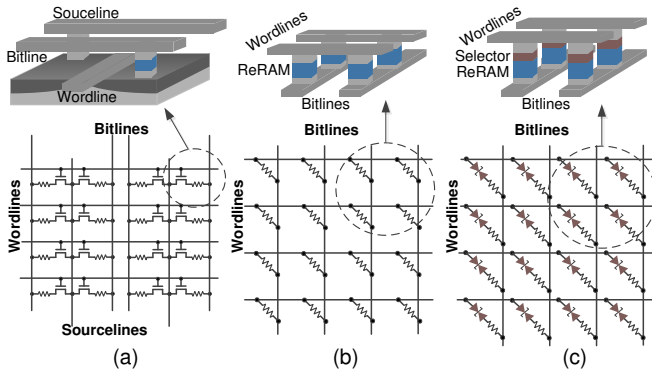 Souceline
Bitline
Wordline
Bitlines
Wordlines
Sourcelines
(a)
Wordlines
ReRAM
Bitlines
Bitlines
Wordlines
(b)
Wordlines
Selector
ReRAM
Bitlines
Bitlines
Wordlines
(c)